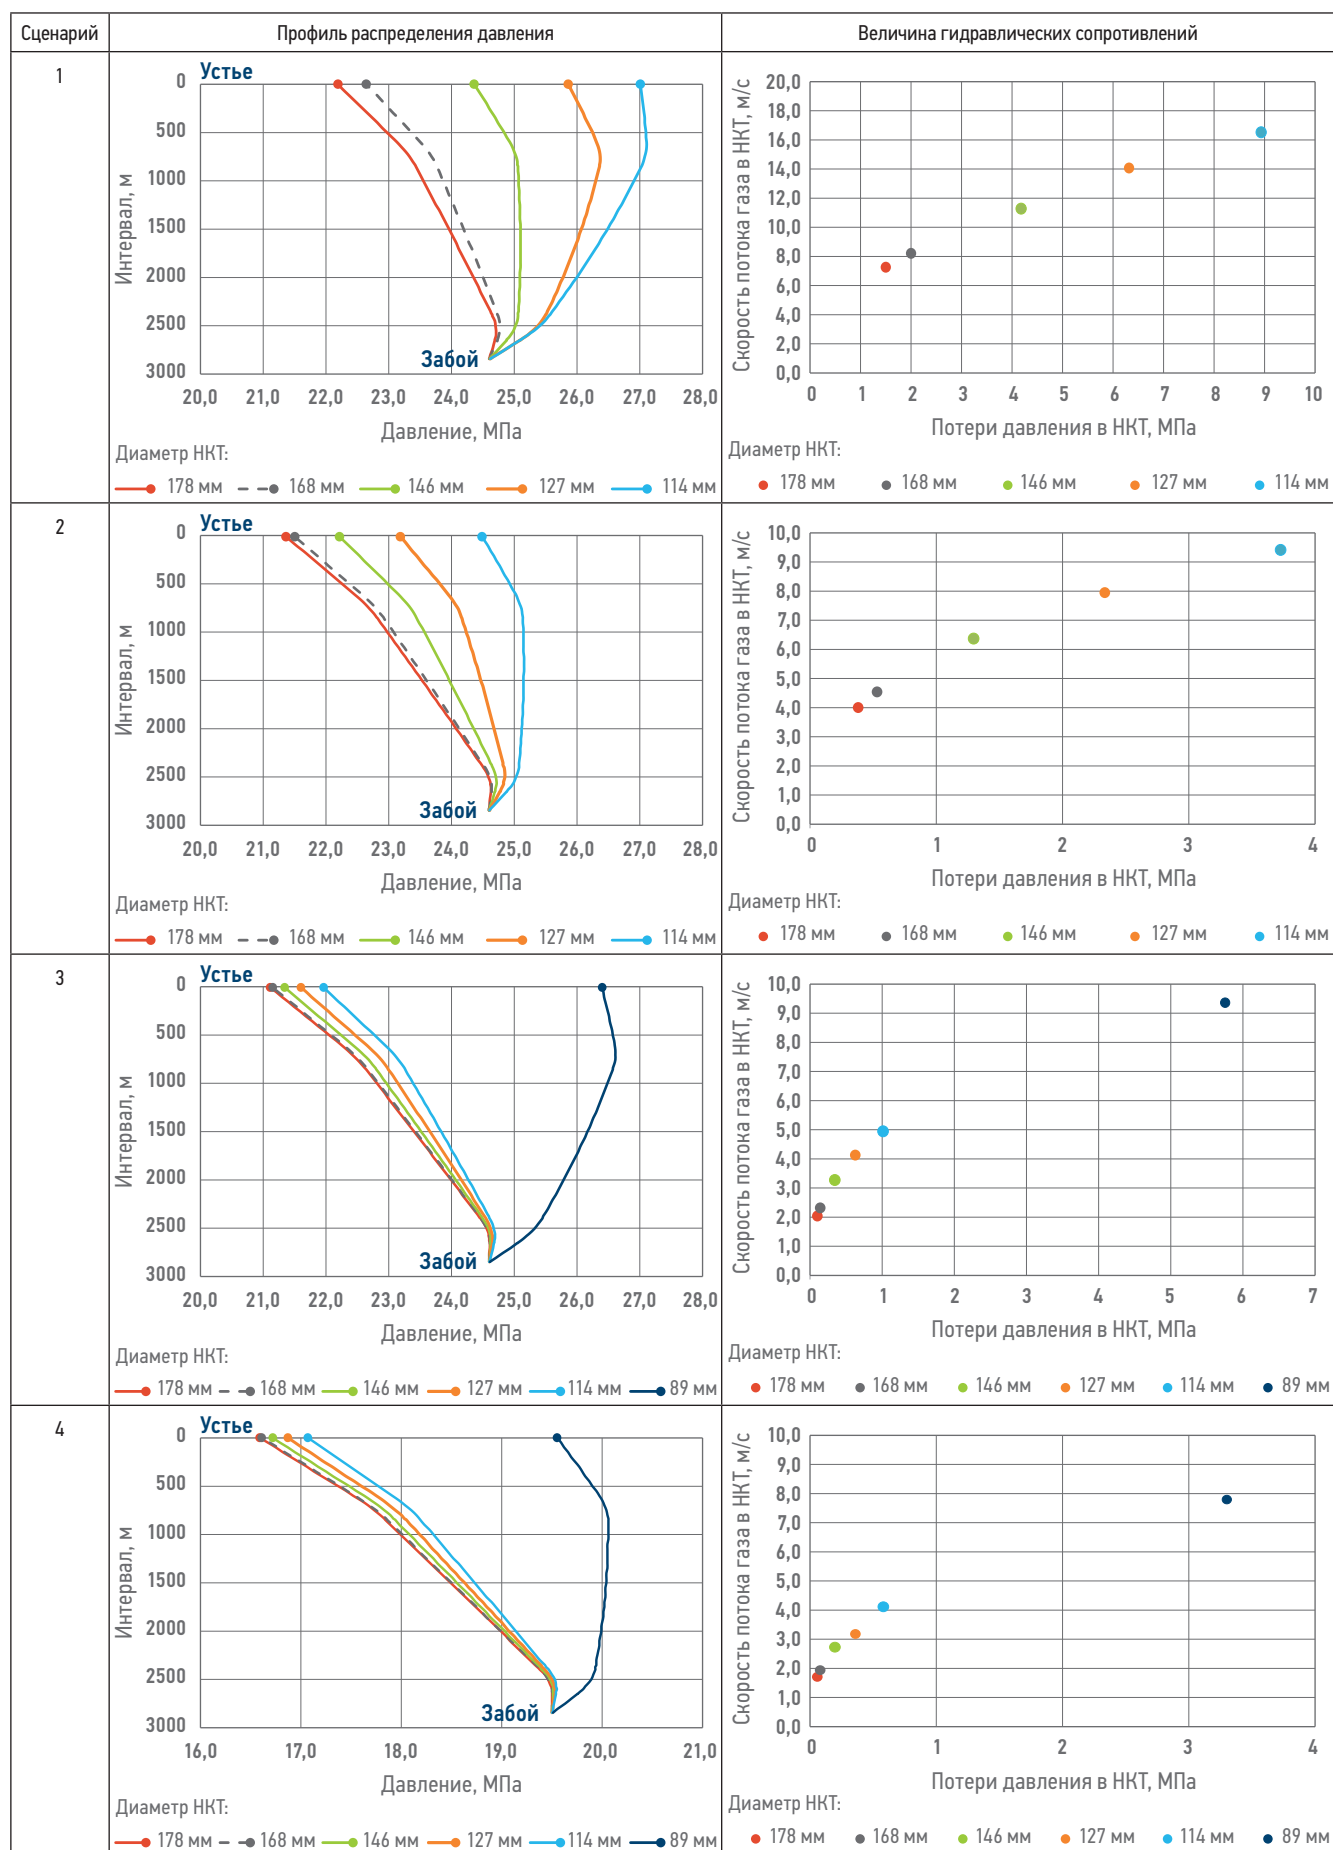 Сценарий Профиль распределения давления Величина гидравлических сопротивлений
1
Устье
0
500
1000
1500
2000
2500
3000
Интервал, м
Забой
20,0 21,0 22,0 23,0 24,0 25,0 26,0 27,0 28,0
Давление, МПа
Диаметр НКТ:
178 мм 168 мм 146 мм 127 мм 114 мм
Скорость потока газа в НКТ, м/с
20,0
18,0
16,0
14,0
12,0
10,0
8,0
6,0
4,0
2,0
0,0
0 1 2 3 4 5 6 7 8 9 10
Потери давления в НКТ, МПа
Диаметр НКТ:
178 мм 168 мм 146 мм 127 мм 114 мм
2
Устье
0
500
1000
1500
2000
2500
3000
Интервал, м
Забой
20,0 21,0 22,0 23,0 24,0 25,0 26,0 27,0 28,0
Давление, МПа
Диаметр НКТ:
178 мм 168 мм 146 мм 127 мм 114 мм
Скорость потока газа в НКТ, м/с
10,0
9,0
8,0
7,0
6,0
5,0
4,0
3,0
2,0
1,0
0,0
0 1 2 3 4
Потери давления в НКТ, МПа
Диаметр НКТ:
178 мм 168 мм 146 мм 127 мм 114 мм
3
Устье
0
500
1000
1500
2000
2500
3000
Интервал, м
Забой
20,0 21,0 22,0 23,0 24,0 25,0 26,0 27,0 28,0
Давление, МПа
Диаметр НКТ:
178 мм 168 мм 146 мм 127 мм 114 мм 89 мм
Скорость потока газа в НКТ, м/с
10,0
9,0
8,0
7,0
6,0
5,0
4,0
3,0
2,0
1,0
0,0
0 1 2 3 4 5 6 7
Потери давления в НКТ, МПа
Диаметр НКТ:
178 мм 168 мм 146 мм 127 мм 114 мм 89 мм
4
Устье
0
500
1000
1500
2000
2500
3000
Интервал, м
Забой
16,0 17,0 18,0 19,0 20,0 21,0
Давление, МПа
Диаметр НКТ:
178 мм 168 мм 146 мм 127 мм 114 мм 89 мм
Скорость потока газа в НКТ, м/с
10,0
9,0
8,0
7,0
6,0
5,0
4,0
3,0
2,0
1,0
0,0
0 1 2 3 4
Потери давления в НКТ, МПа
Диаметр НКТ:
178 мм 168 мм 146 мм 127 мм 114 мм 89 мм